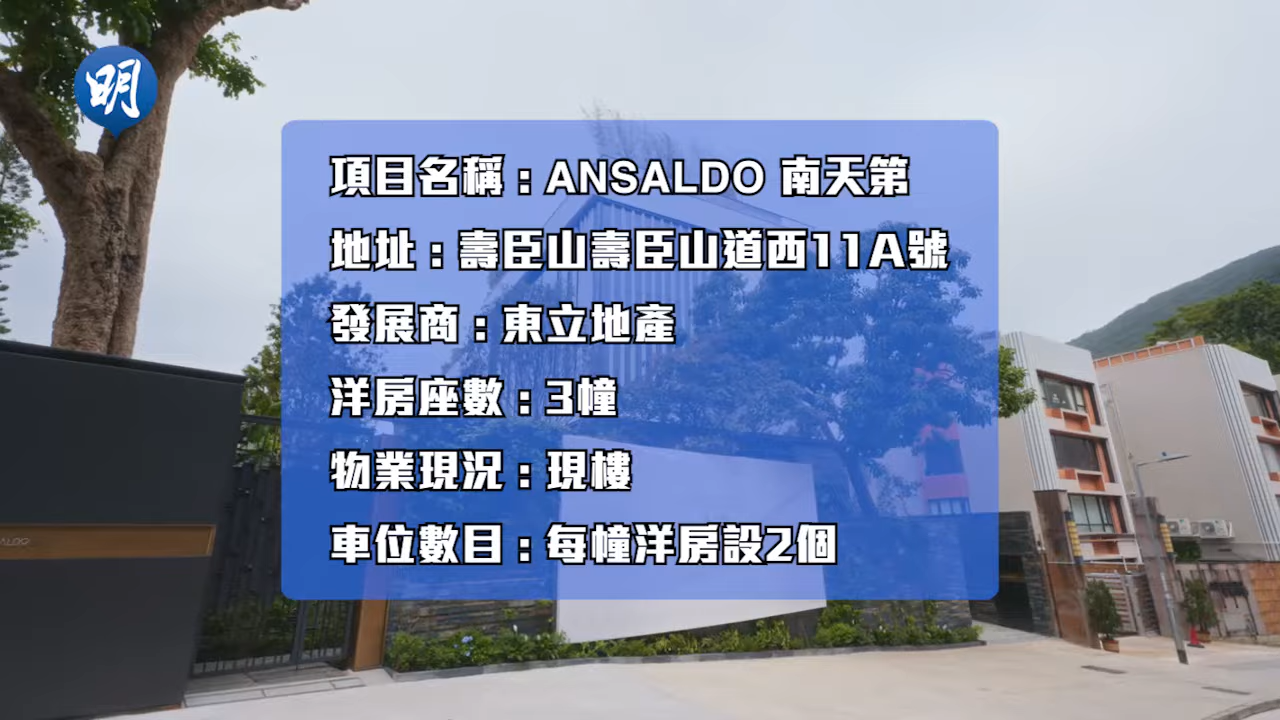 明
項目名稱：ANSALDO 南天第
地址：壽臣山壽臣山道西11A號
發展商：東立地產
洋房座數：3幢
物業現況：現樓
車位數目：每幢洋房設2個